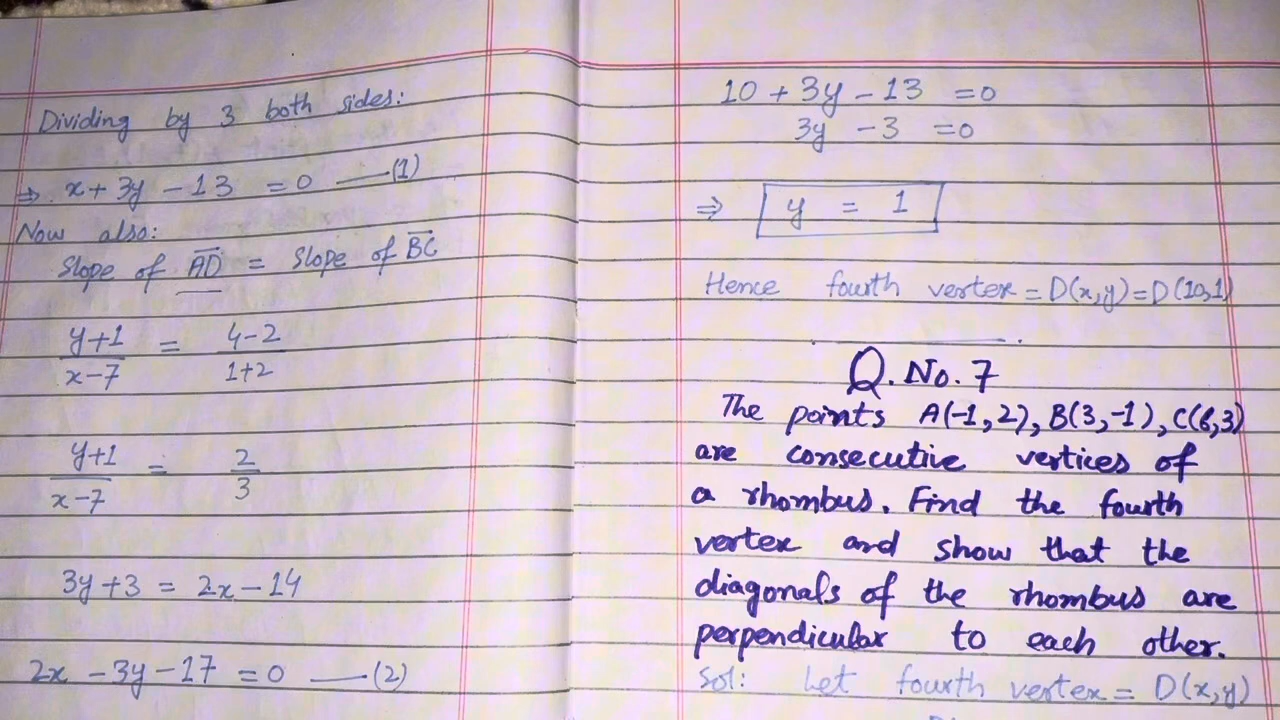 Dividing by 3 both sides:
⇒ x + 3y - 13 = 0 —(1)
Now also:
Slope of AD = Slope of BC
y+1/x-7 = 4-2/1+2
y+1/x-7 = 2/3
3y + 3 = 2x - 14
2x - 3y - 17 = 0 —(2)
10 + 3y - 13 = 0
3y - 3 = 0
⇒ y = 1
Hence fourth vertex = D(x,y) = D(10,1)
Q. No. 7
The points A(-1,2), B(3,-1), C(6,3)
are consecutive vertices of
a rhombus. Find the fourth
vertex and show that the
diagonals of the rhombus are
perpendicular to each other.
Sol: Let fourth vertex = D(x,y)